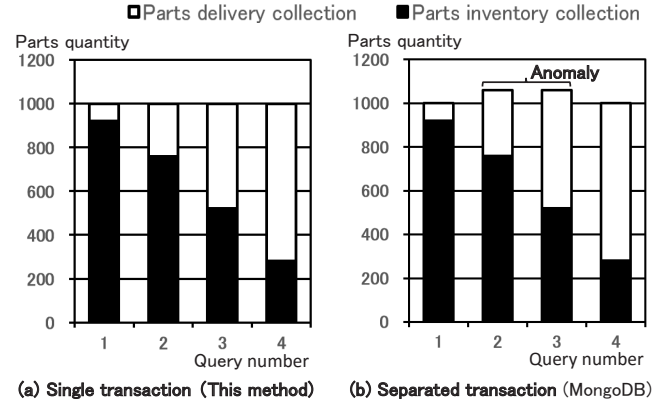 □Parts delivery collection ■Parts inventory collection
Parts quantity
1200
1000
800
600
400
200
0
1 2 3 4
Query number
(a) Single transaction (This method)
Parts quantity
Anomaly
1200
1000
800
600
400
200
0
1 2 3 4
Query number
(b) Separated transaction (MongoDB)